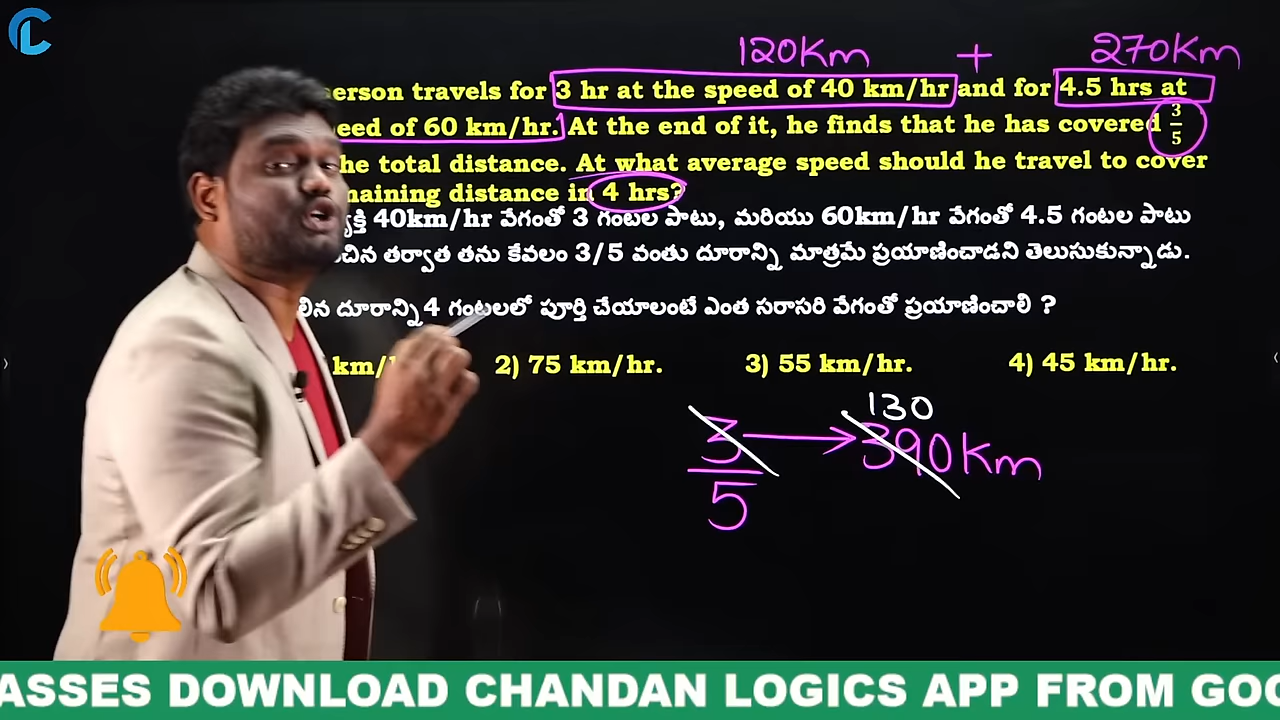 120Km + 270Km
erson travels for 3 hr at the speed of 40 km/hr and for 4.5 hrs at
eed of 60 km/hr. At the end of it, he finds that he has covered 3/5
he total distance. At what average speed should he travel to cover
maining distance in 4 hrs?
్యక్తి 40km/hr వేగంతో 3 గంటల పాటు, మరియు 60km/hr వేగంతో 4.5 గంటల పాటు
ంచిన తర్వాత తను కేవలం 3/5 వంతు దూరాన్ని మాత్రమే ప్రయాణించాడని తెలుసుకున్నాడు.
లిన దూరాన్ని 4 గంటలలో పూర్తి చేయాలంటే ఎంత సరాసరి వేగంతో ప్రయాణించాలి ?
km/ 2) 75 km/hr. 3) 55 km/hr. 4) 45 km/hr.
130
3/5 → 390Km
ASSES DOWNLOAD CHANDAN LOGICS APP FROM GOO